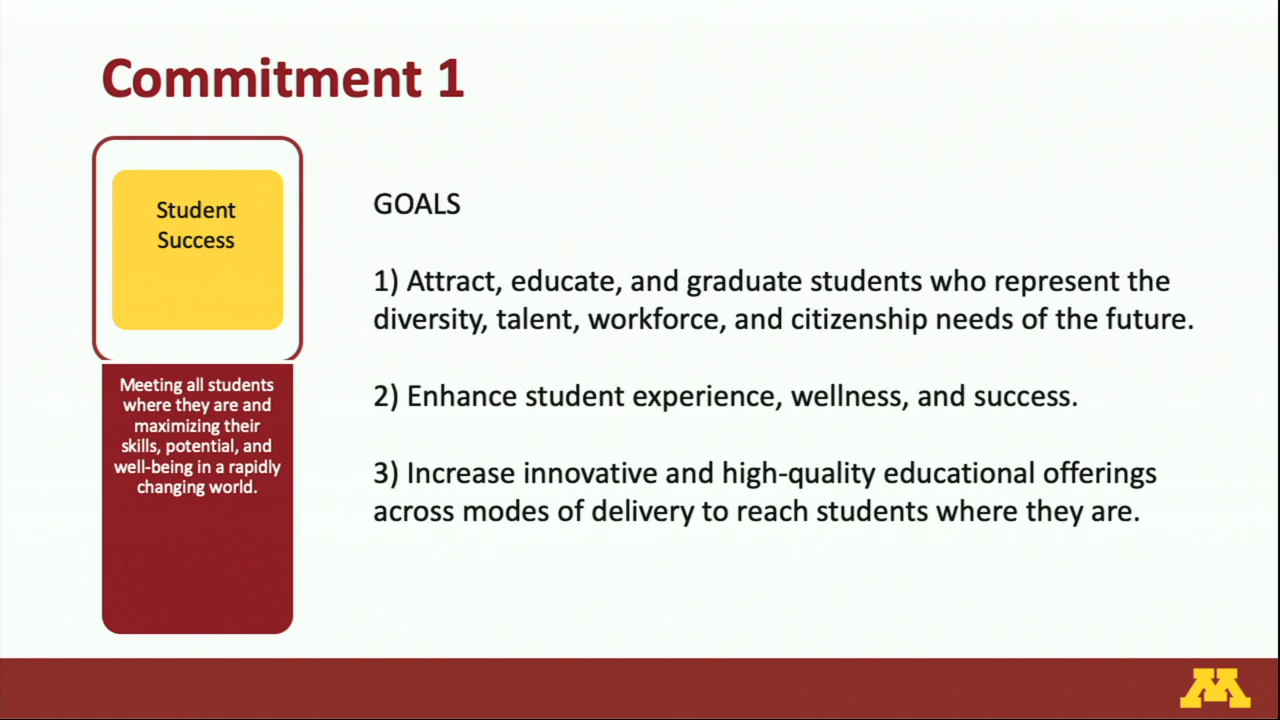 Commitment 1
Student
Success
Meeting all students
where they are and
maximizing their
skills, potential, and
well-being in a rapidly
changing world.
GOALS
1) Attract, educate, and graduate students who represent the
diversity, talent, workforce, and citizenship needs of the future.
2) Enhance student experience, wellness, and success.
3) Increase innovative and high-quality educational offerings
across modes of delivery to reach students where they are.
M